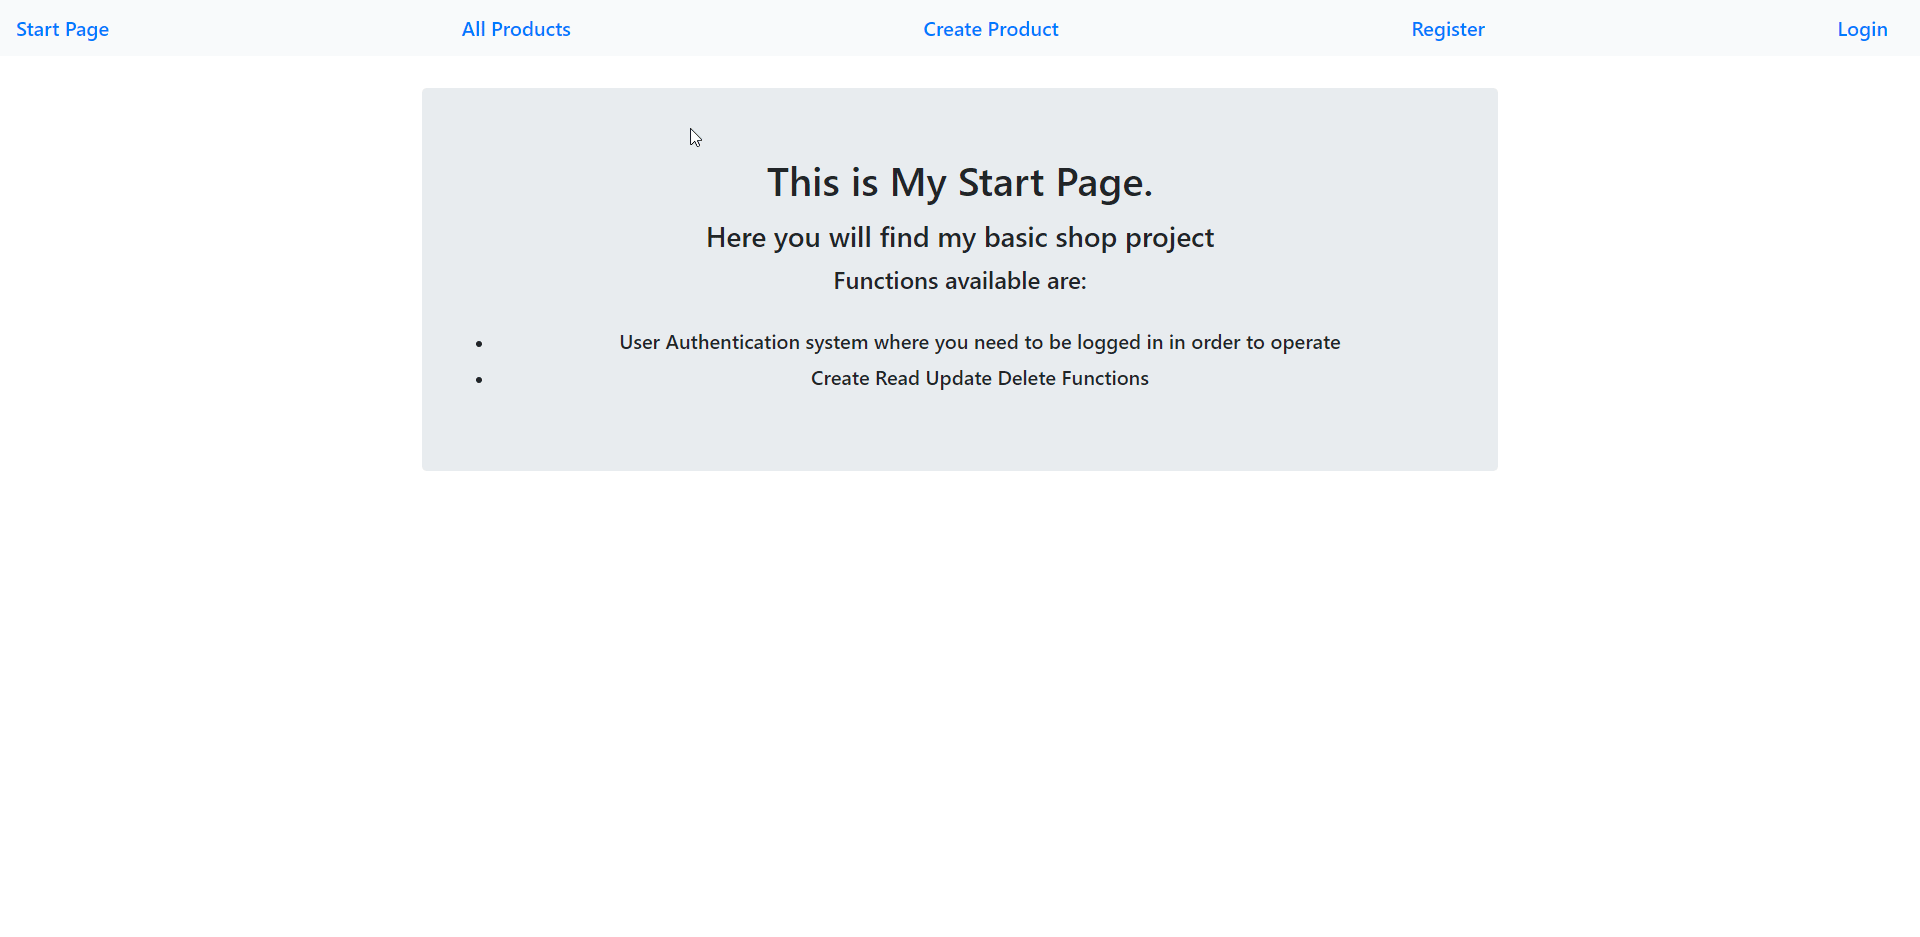 Start Page All Products Create Product Register Login
This is My Start Page.
Here you will find my basic shop project
Functions available are:
• User Authentication system where you need to be logged in in order to operate
• Create Read Update Delete Functions